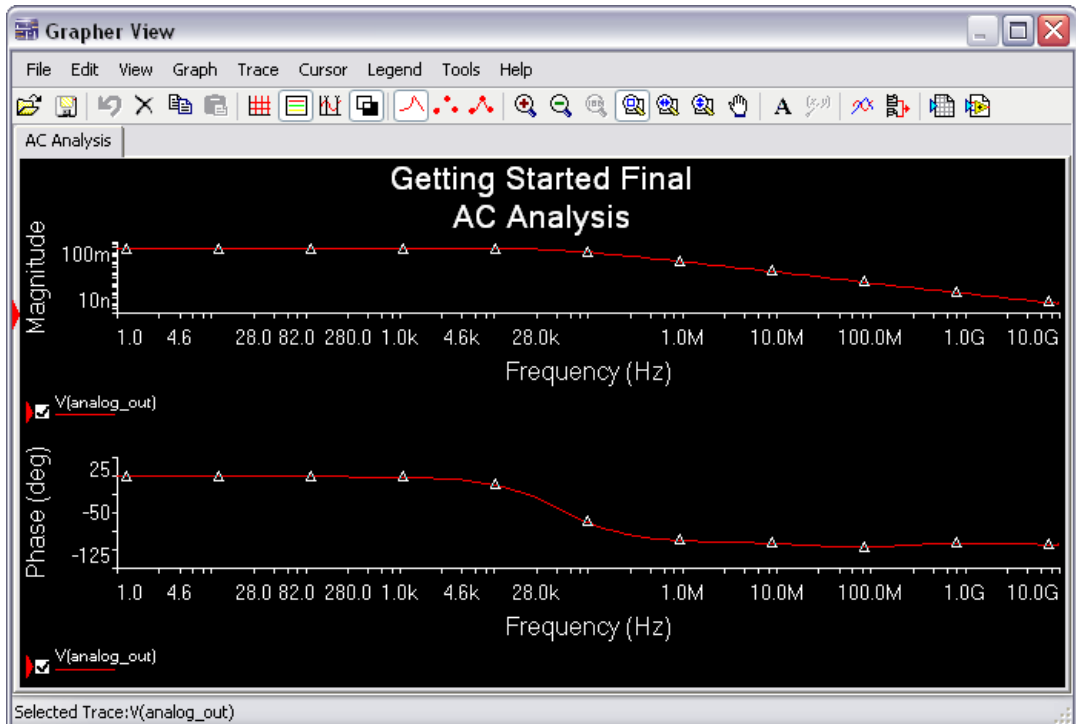 Grapher View
File Edit View Graph Trace Cursor Legend Tools Help
A (x,y)
AC Analysis
Getting Started Final
AC Analysis
Magnitude
100m
10n
1.0 4.6 28.0 82.0 280.0 1.0k 4.6k 28.0k 1.0M 10.0M 100.0M 1.0G 10.0G
Frequency (Hz)
V(analog_out)
Phase (deg)
25
-50
-125
1.0 4.6 28.0 82.0 280.0 1.0k 4.6k 28.0k 1.0M 10.0M 100.0M 1.0G 10.0G
Frequency (Hz)
V(analog_out)
Selected Trace:V(analog_out)